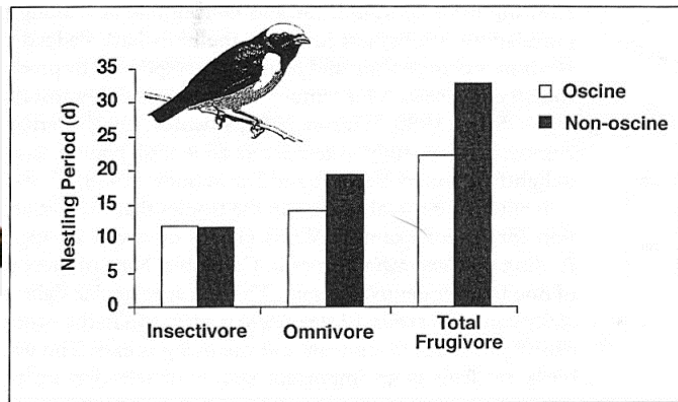 35
30
25
20
15
10
5
0
Nestling Period (d)
Oscine
Non-oscine
Insectivore
Omnivore
Total
Frugivore